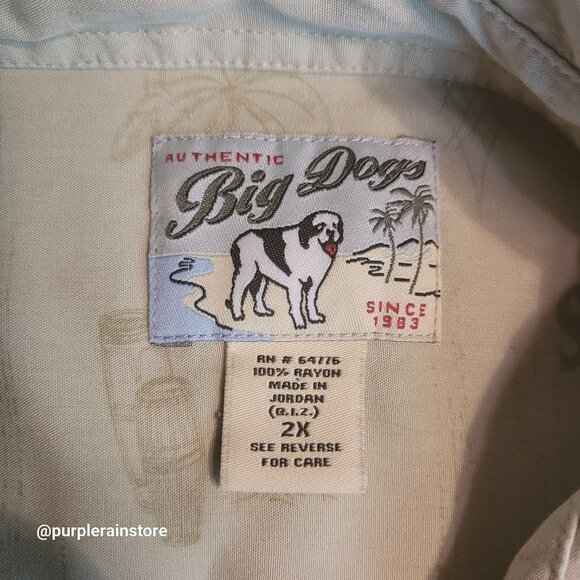 AUTHENTIC
Big Dogs
SINCE
1983
RN # 64776
100% RAYON
MADE IN
JORDAN
(Q.I.Z.)
2X
SEE REVERSE
FOR CARE
@purplerainstore